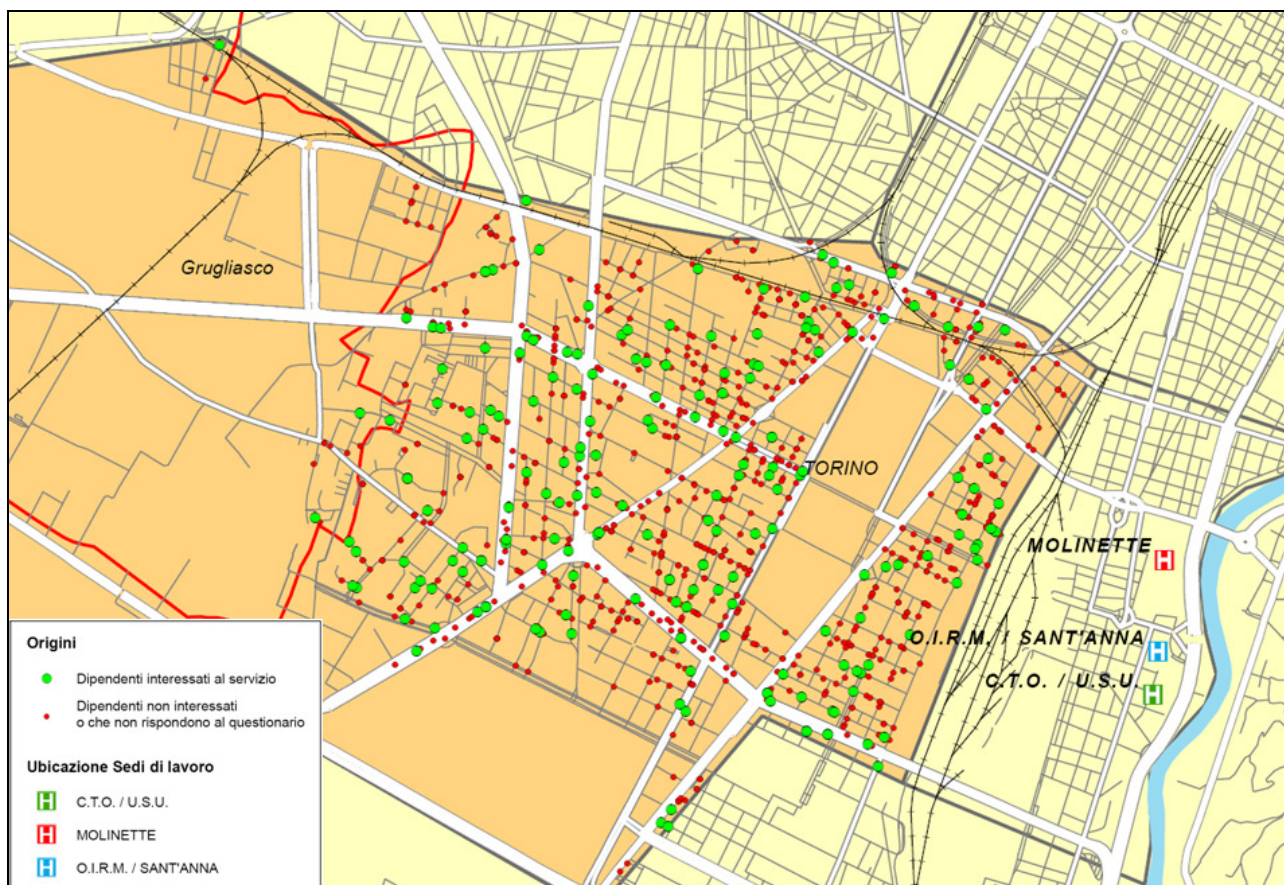 Grugliasco
TORINO
MOLINETTE
O.I.R.M. / SANT'ANNA
C.T.O. / U.S.U.
Origini
Dipendenti interessati al servizio
Dipendenti non interessati
o che non rispondono al questionario
Ubicazione Sedi di lavoro
H C.T.O. / U.S.U.
H MOLINETTE
H O.I.R.M. / SANT'ANNA